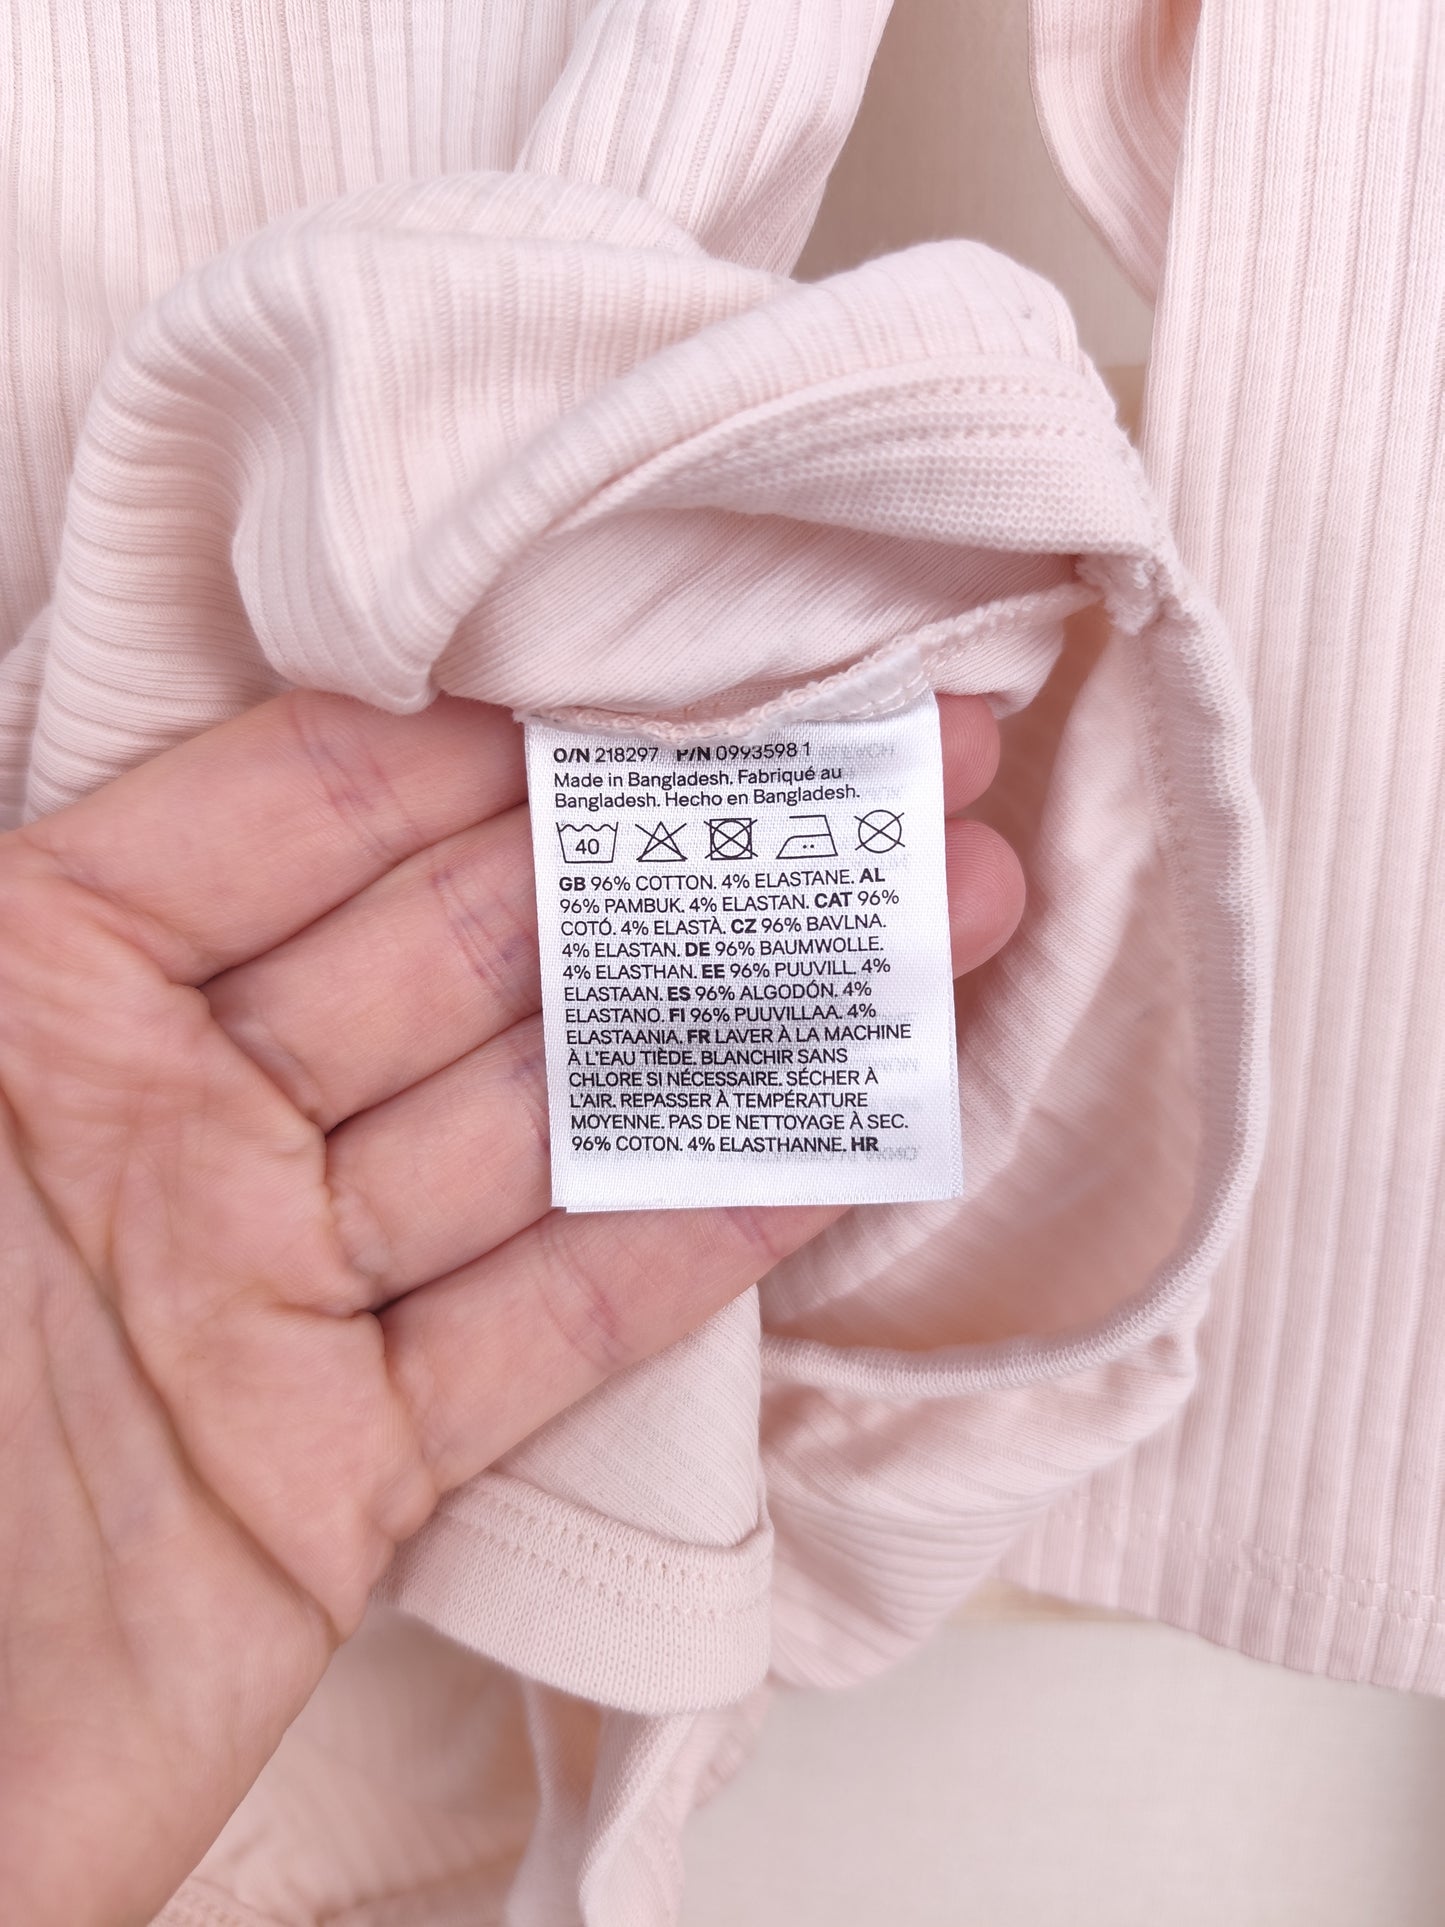 O/N 218297 P/N 0993598 1
Made in Bangladesh. Fabriqué au
Bangladesh. Hecho en Bangladesh.
40
GB 96% COTTON. 4% ELASTANE. AL
96% PAMBUK. 4% ELASTAN. CAT 96%
COTÓ. 4% ELASTÀ. CZ 96% BAVLNA.
4% ELASTAN. DE 96% BAUMWOLLE.
4% ELASTHAN. EE 96% PUUVILL. 4%
ELASTAAN. ES 96% ALGODÓN. 4%
ELASTANO. FI 96% PUUVILLAA. 4%
ELASTAANIA. FR LAVER À LA MACHINE
À L'EAU TIÈDE. BLANCHIR SANS
CHLORE SI NÉCESSAIRE. SÉCHER À
L'AIR. REPASSER À TEMPÉRATURE
MOYENNE. PAS DE NETTOYAGE À SEC.
96% COTON. 4% ELASTHANNE. HR